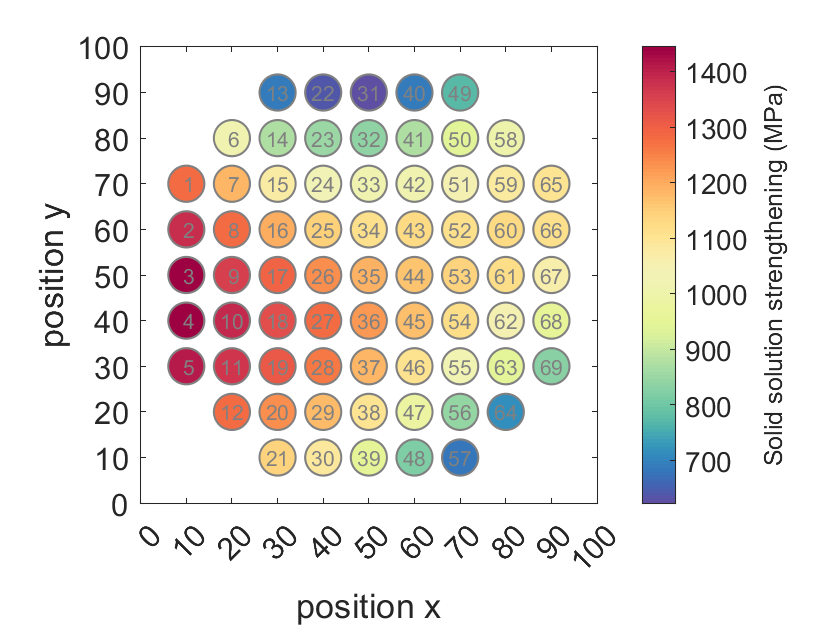 100
90
80
70
60
50
40
30
20
10
0
position y
13 22 31 40 49
6 14 23 32 41 50 58
1 7 15 24 33 42 51 59 65
2 8 16 25 34 43 52 60 66
3 9 17 26 35 44 53 61 67
4 10 18 27 36 45 54 62 68
5 11 19 28 37 46 55 63 69
12 20 29 38 47 56 64
21 30 39 48 57
0 10 20 30 40 50 60 70 80 90 100
position x
1400
1300
1200
1100
1000
900
800
700
Solid solution strengthening (MPa)